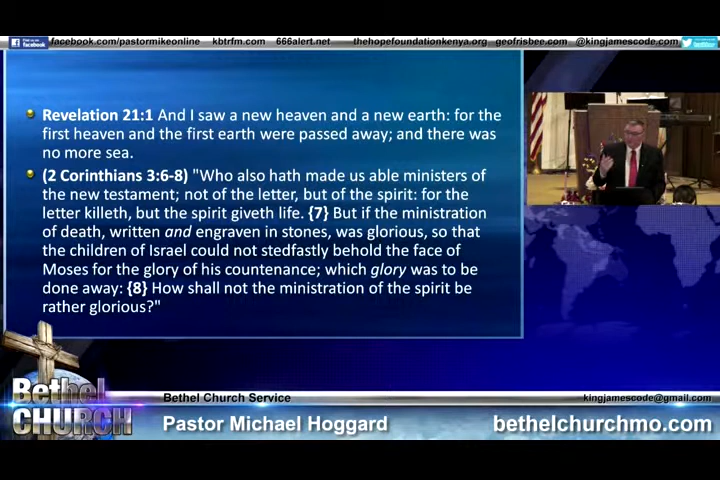 Find us on facebook facebook.com/pastormikeonline kbtrfm.com 666alert.net thehopefoundationkenya.org geofrisbee.com @kingjamescode.com twitter
Revelation 21:1 And I saw a new heaven and a new earth: for the
first heaven and the first earth were passed away; and there was
no more sea.
(2 Corinthians 3:6-8) "Who also hath made us able ministers of
the new testament; not of the letter, but of the spirit: for the
letter killeth, but the spirit giveth life. {7} But if the ministration
of death, written and engraven in stones, was glorious, so that
the children of Israel could not stedfastly behold the face of
Moses for the glory of his countenance; which glory was to be
done away: {8} How shall not the ministration of the spirit be
rather glorious?"
Bethel
CHURCH
Bethel Church Service
kingjamescode@gmail.com
Pastor Michael Hoggard
bethelchurchmo.com